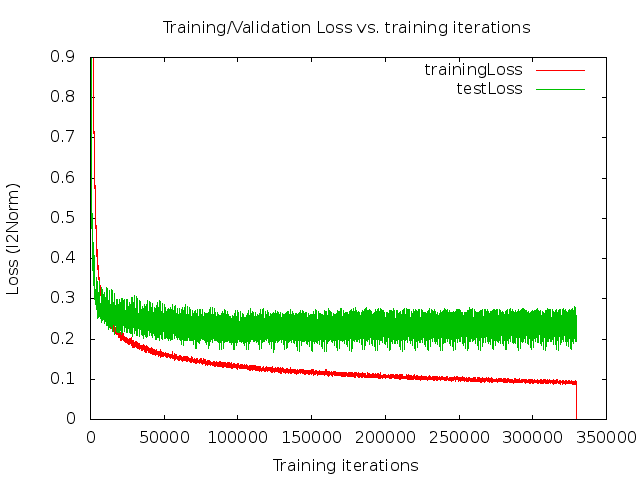 Training/Validation Loss vs. training iterations
trainingLoss
testLoss
Loss (l2Norm)
0.9
0.8
0.7
0.6
0.5
0.4
0.3
0.2
0.1
0
0 50000 100000 150000 200000 250000 300000 350000
Training iterations